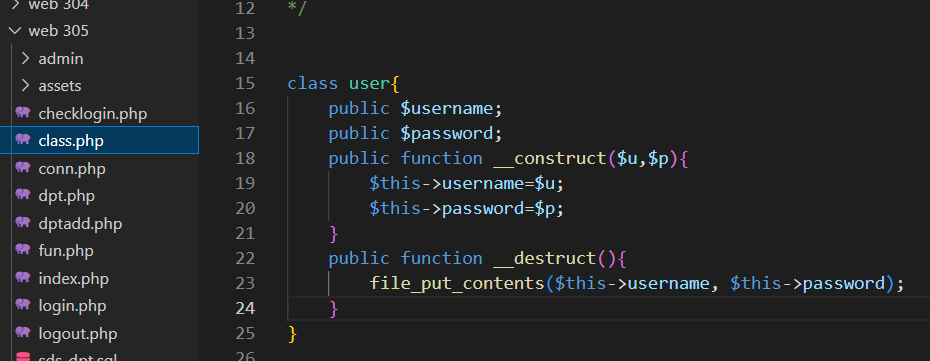 web 304
web 305
admin
assets
checklogin.php
class.php
conn.php
dpt.php
dptadd.php
fun.php
index.php
login.php
logout.php
sds_dpt.sql
12 */
13
14
15 class user{
16 public $username;
17 public $password;
18 public function __construct($u,$p){
19 $this->username=$u;
20 $this->password=$p;
21 }
22 public function __destruct(){
23 file_put_contents($this->username, $this->password);
24 }
25 }
26